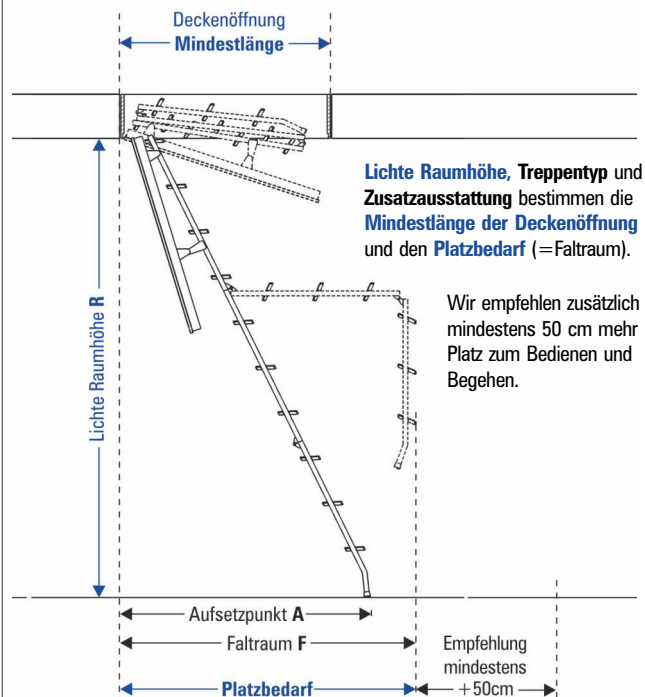 Deckenöffnung
Mindestlänge
Lichte Raumhöhe, Treppentyp und
Zusatzausstattung bestimmen die
Mindestlänge der Deckenöffnung
und den Platzbedarf (=Faltraum).
Wir empfehlen zusätzlich
mindestens 50 cm mehr
Platz zum Bedienen und
Begehen.
Lichte Raumhöhe R
Aufsetzpunkt A
Faltraum F
Empfehlung
mindestens
+50cm
Platzbedarf